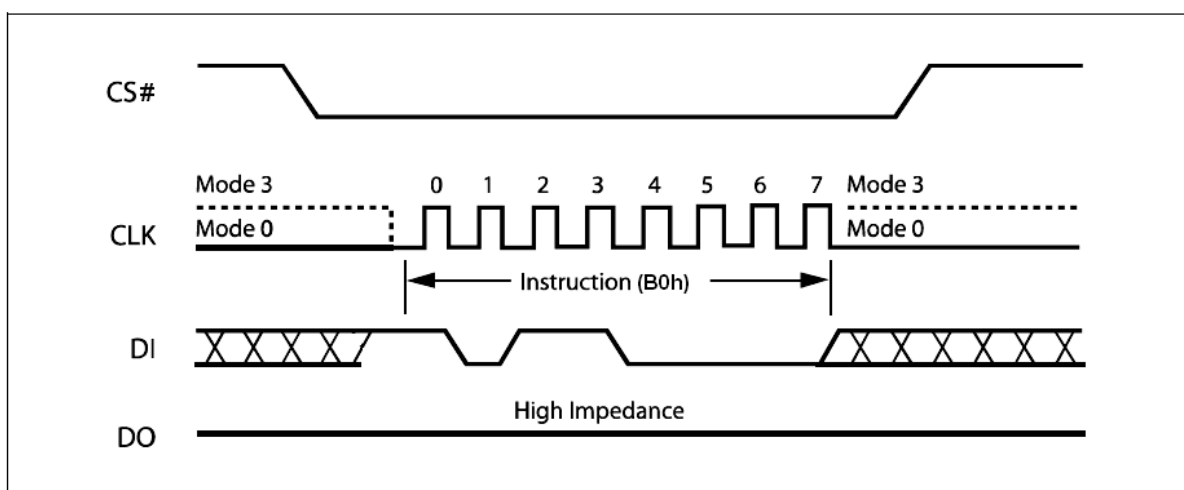 CS#
Mode 3 0 1 2 3 4 5 6 7 Mode 3
CLK Mode 0 Mode 0
Instruction (B0h)
DI
High Impedance
DO